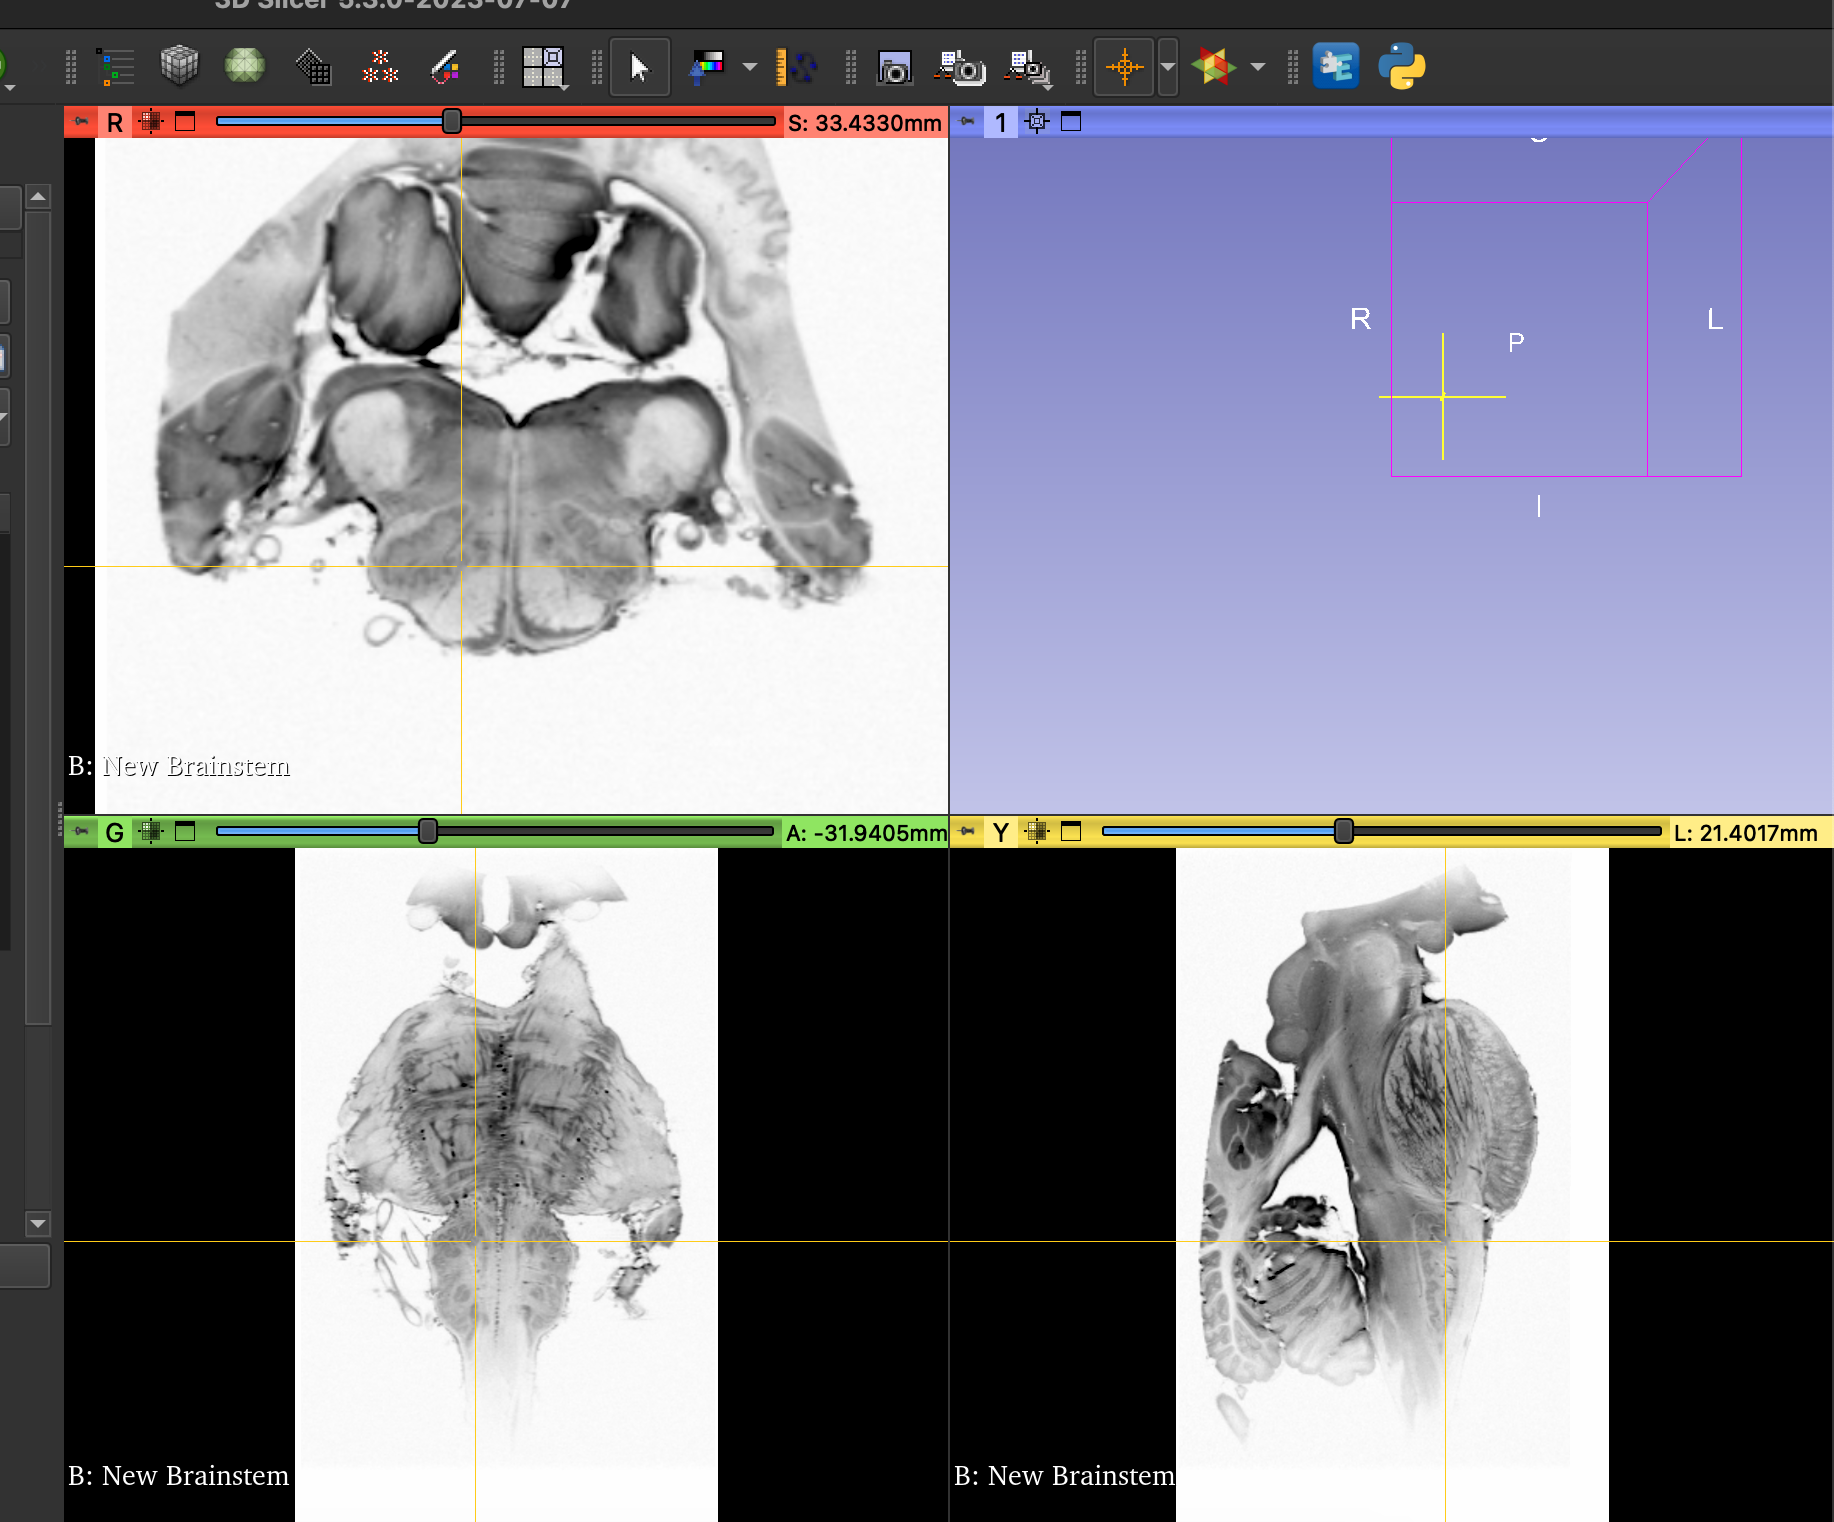 3D Slicer 5.3.0-2023-07-07
R
S: 33.4330mm
1
R
P
L
I
B: New Brainstem
G
A: -31.9405mm
Y
L: 21.4017mm
B: New Brainstem
B: New Brainstem